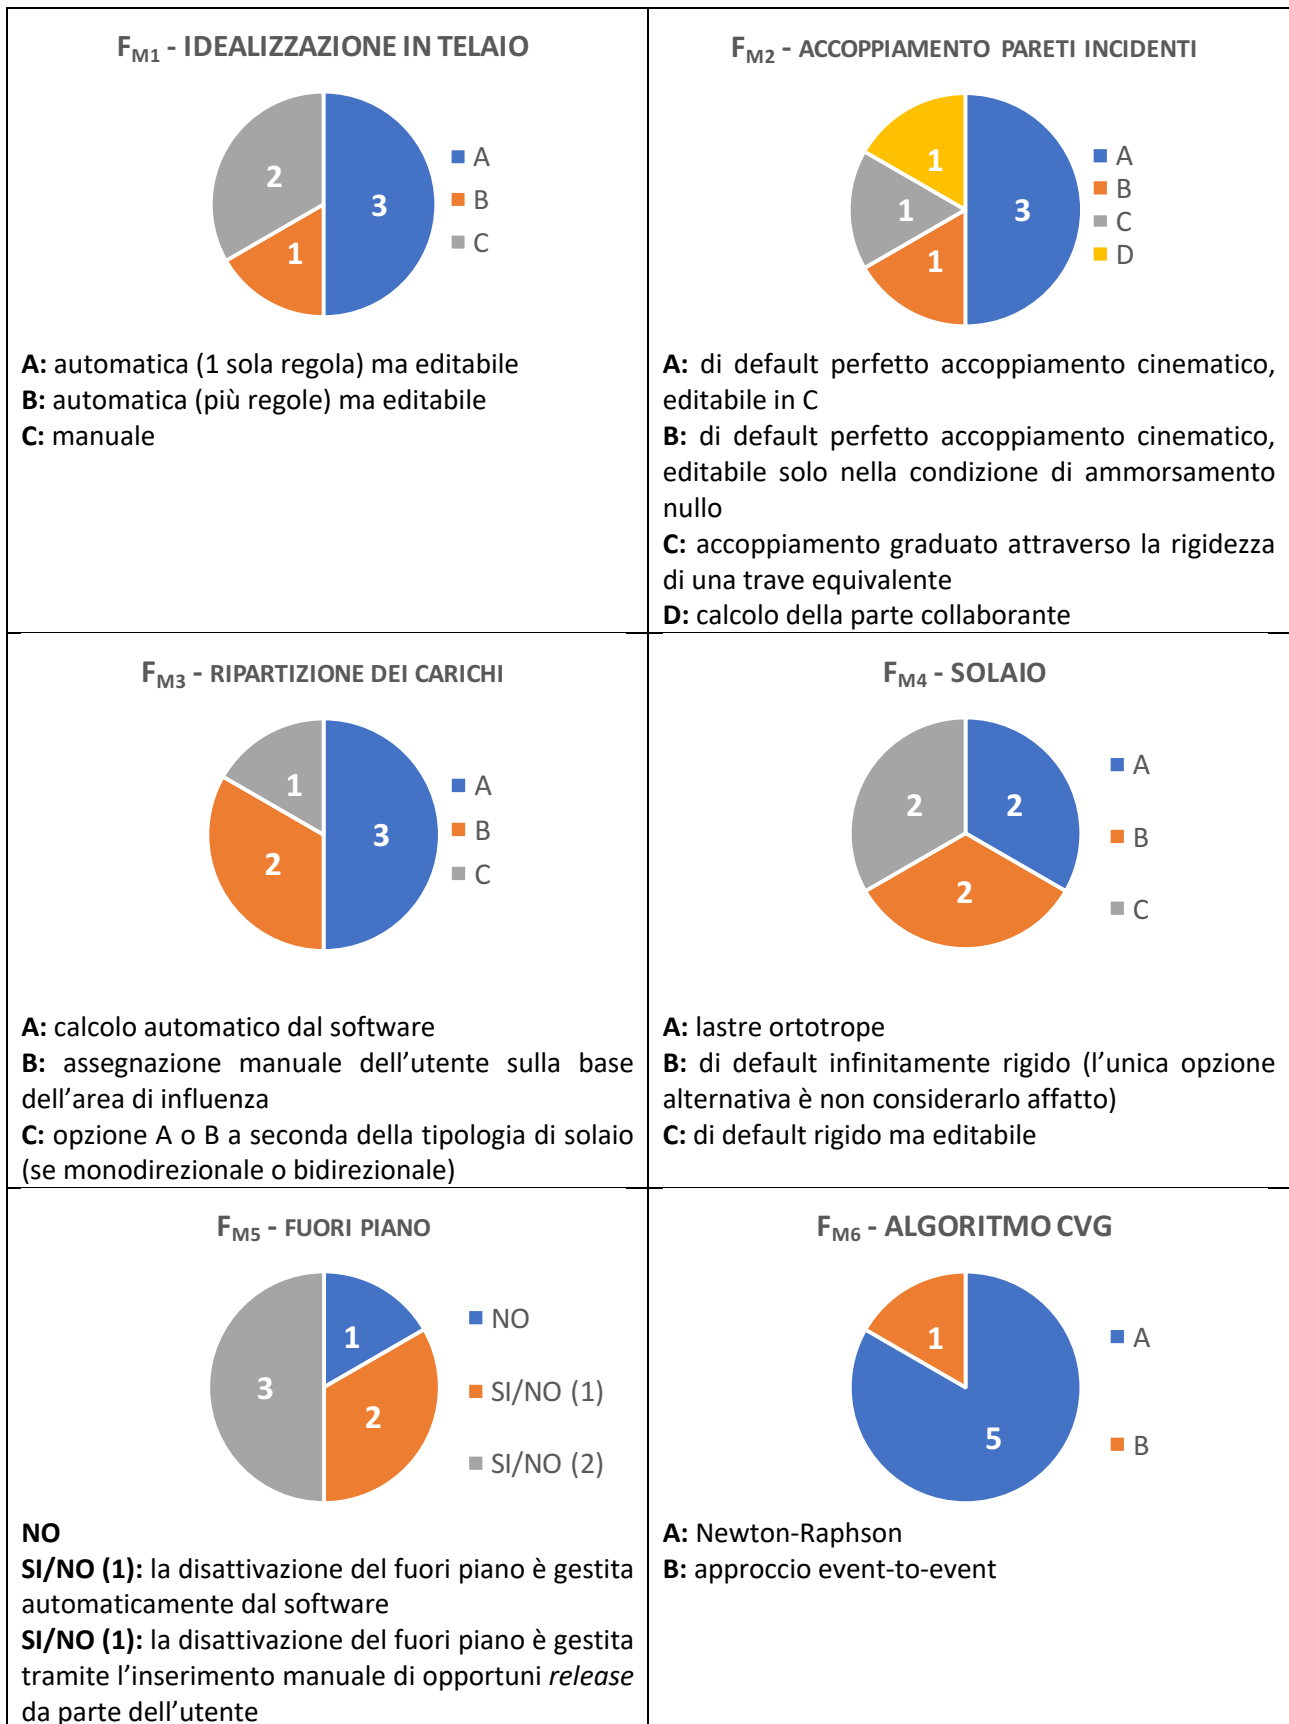 F_M1 - IDEALIZZAZIONE IN TELAIO
2
3
1
A
B
C
A: automatica (1 sola regola) ma editabile
B: automatica (più regole) ma editabile
C: manuale
F_M2 - ACCOPPIAMENTO PARETI INCIDENTI
1
1
3
1
A
B
C
D
A: di default perfetto accoppiamento cinematico,
editabile in C
B: di default perfetto accoppiamento cinematico,
editabile solo nella condizione di ammorsamento
nullo
C: accoppiamento graduato attraverso la rigidezza
di una trave equivalente
D: calcolo della parte collaborante
F_M3 - RIPARTIZIONE DEI CARICHI
1
3
2
A
B
C
A: calcolo automatico dal software
B: assegnazione manuale dell'utente sulla base
dell'area di influenza
C: opzione A o B a seconda della tipologia di solaio
(se monodirezionale o bidirezionale)
F_M4 - SOLAIO
2
2
2
A
B
C
A: lastre ortotrope
B: di default infinitamente rigido (l'unica opzione
alternativa è non considerarlo affatto)
C: di default rigido ma editabile
F_M5 - FUORI PIANO
1
3
2
NO
SI/NO (1)
SI/NO (2)
NO
SI/NO (1): la disattivazione del fuori piano è gestita
automaticamente dal software
SI/NO (1): la disattivazione del fuori piano è gestita
tramite l'inserimento manuale di opportuni release
da parte dell'utente
F_M6 - ALGORITMO CVG
1
5
A
B
A: Newton-Raphson
B: approccio event-to-event